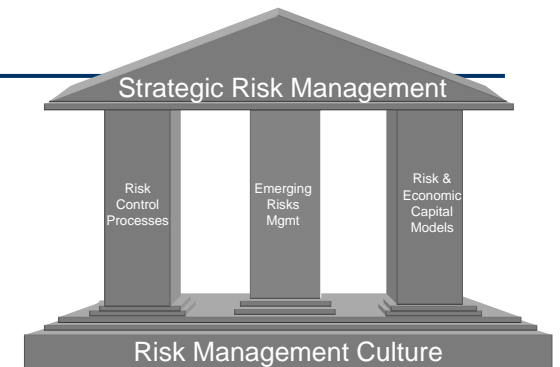 Strategic Risk Management
Risk
Control
Processes
Emerging
Risks
Mgmt
Risk &
Economic
Capital
Models
Risk Management Culture